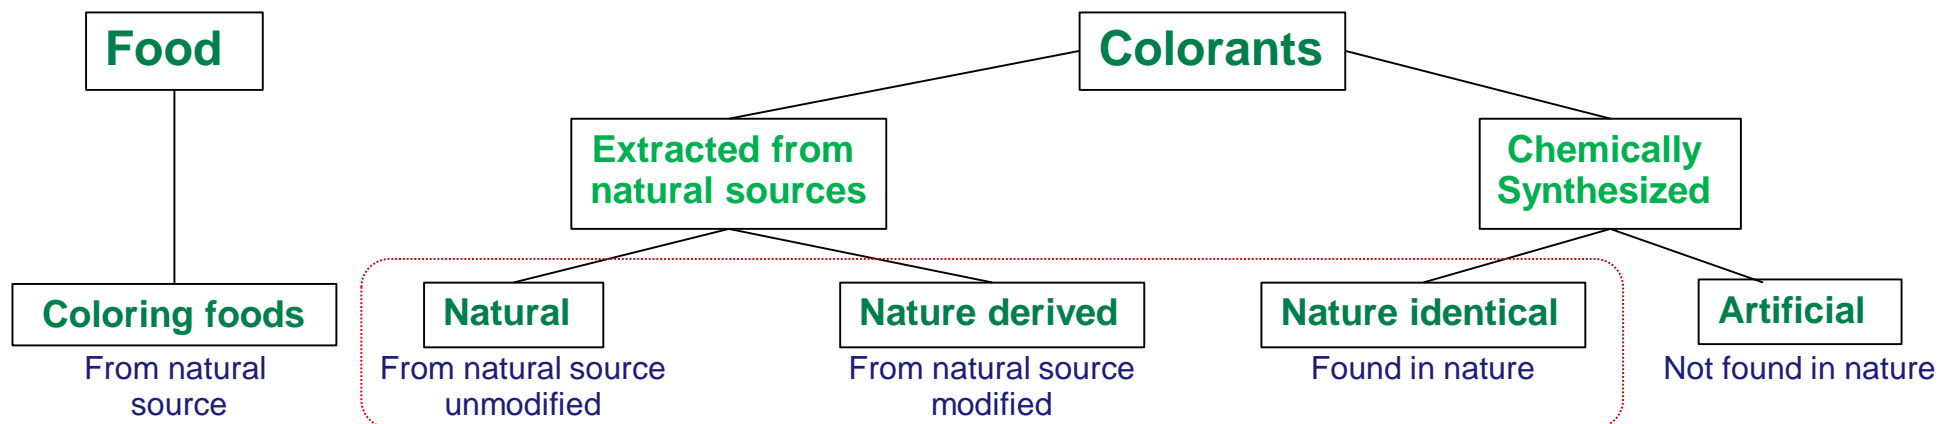 Food
Colorants
Extracted from
natural sources
Chemically
Synthesized
Coloring foods
From natural
source
Natural
From natural source
unmodified
Nature derived
From natural source
modified
Nature identical
Found in nature
Artificial
Not found in nature